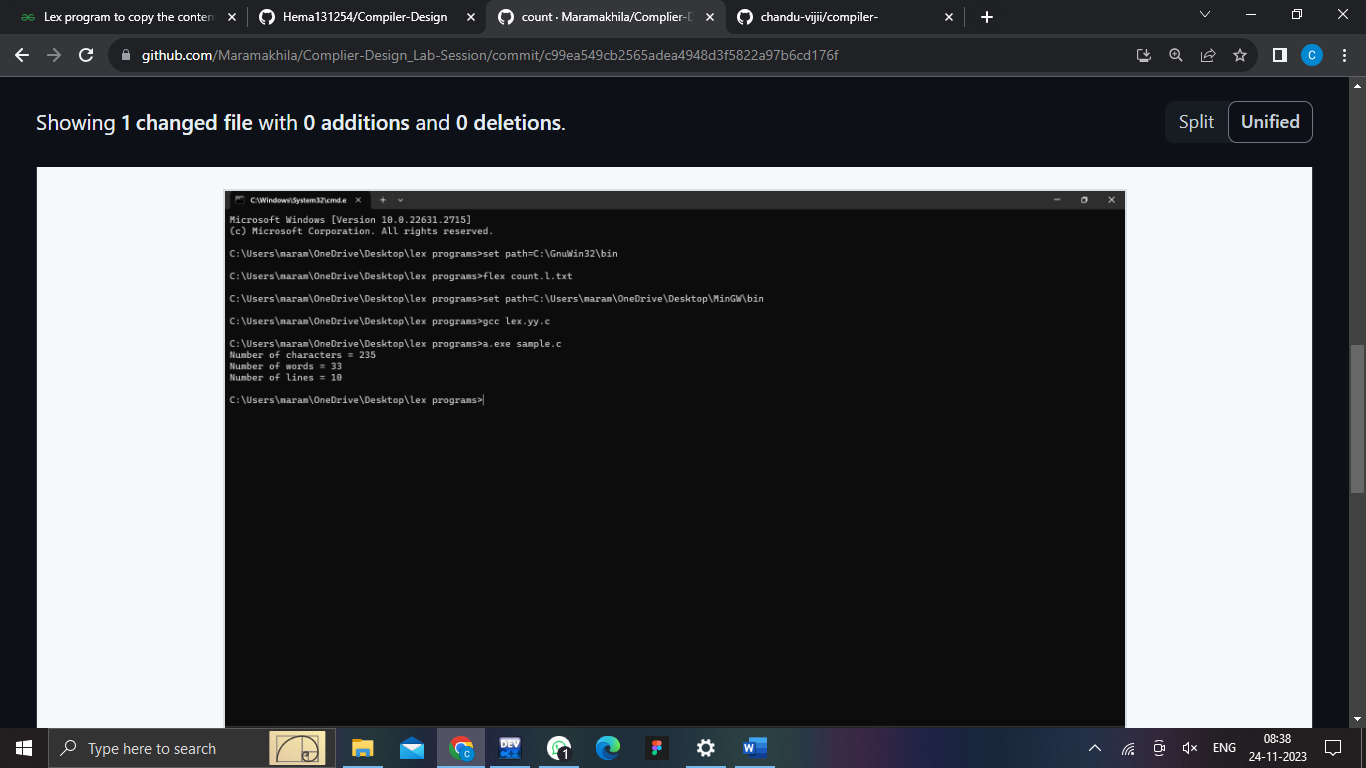 Lex program to copy the conten
Hema131254/Compiler-Design
count · Maramakhila/Complier-D
chandu-vijii/compiler-
github.com/Maramakhila/Complier-Design_Lab-Session/commit/c99ea549cb2565adea4948d3f5822a97b6cd176f
C
Showing 1 changed file with 0 additions and 0 deletions.
Split
Unified
C:\Windows\System32\cmd.e
Microsoft Windows [Version 10.0.22631.2715]
(c) Microsoft Corporation. All rights reserved.
C:\Users\maram\OneDrive\Desktop\lex programs>set path=C:\GnuWin32\bin
C:\Users\maram\OneDrive\Desktop\lex programs>flex count.l.txt
C:\Users\maram\OneDrive\Desktop\lex programs>set path=C:\Users\maram\OneDrive\Desktop\MinGW\bin
C:\Users\maram\OneDrive\Desktop\lex programs>gcc lex.yy.c
C:\Users\maram\OneDrive\Desktop\lex programs>a.exe sample.c
Number of characters = 235
Number of words = 33
Number of lines = 10
C:\Users\maram\OneDrive\Desktop\lex programs>
Type here to search
C
DEV
1
W
ENG
08:38
24-11-2023